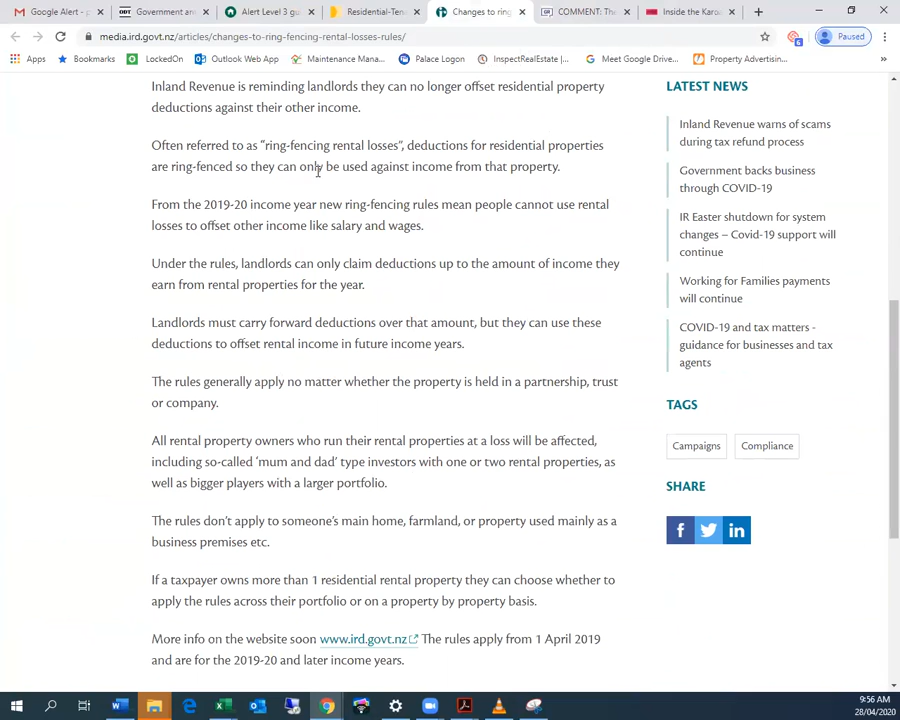 Google Alert - p
Government are
Alert Level 3 gu
Residential-Ten
Changes to ring
COMMENT: The
Inside the Karoa
media.ird.govt.nz/articles/changes-to-ring-fencing-rental-losses-rules/
6
Paused
Apps
Bookmarks
LockedOn
Outlook Web App
Maintenance Mana...
Palace Logon
InspectRealEstate |...
Google Meet Drive...
Property Advertisin...
»
Inland Revenue is reminding landlords they can no longer offset residential property
deductions against their other income.
Often referred to as “ring-fencing rental losses”, deductions for residential properties
are ring-fenced so they can only be used against income from that property.
From the 2019-20 income year new ring-fencing rules mean people cannot use rental
losses to offset other income like salary and wages.
Under the rules, landlords can only claim deductions up to the amount of income they
earn from rental properties for the year.
Landlords must carry forward deductions over that amount, but they can use these
deductions to offset rental income in future income years.
The rules generally apply no matter whether the property is held in a partnership, trust
or company.
All rental property owners who run their rental properties at a loss will be affected,
including so-called ‘mum and dad’ type investors with one or two rental properties, as
well as bigger players with a larger portfolio.
The rules don’t apply to someone’s main home, farmland, or property used mainly as a
business premises etc.
If a taxpayer owns more than 1 residential rental property they can choose whether to
apply the rules across their portfolio or on a property by property basis.
More info on the website soon www.ird.govt.nz The rules apply from 1 April 2019
and are for the 2019-20 and later income years.
LATEST NEWS
Inland Revenue warns of scams
during tax refund process
Government backs business
through COVID-19
IR Easter shutdown for system
changes – Covid-19 support will
continue
Working for Families payments
will continue
COVID-19 and tax matters -
guidance for businesses and tax
agents
TAGS
Campaigns
Compliance
SHARE
9:56 AM
28/04/2020